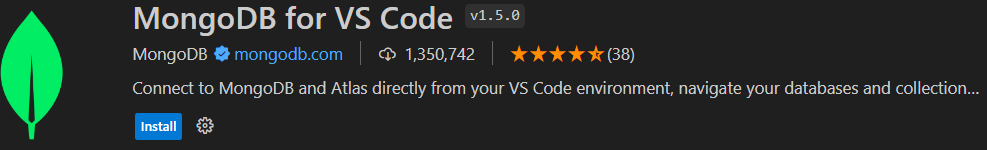 MongoDB for VS Code v1.5.0
MongoDB mongodb.com 1,350,742 (38)
Connect to MongoDB and Atlas directly from your VS Code environment, navigate your databases and collection...
Install